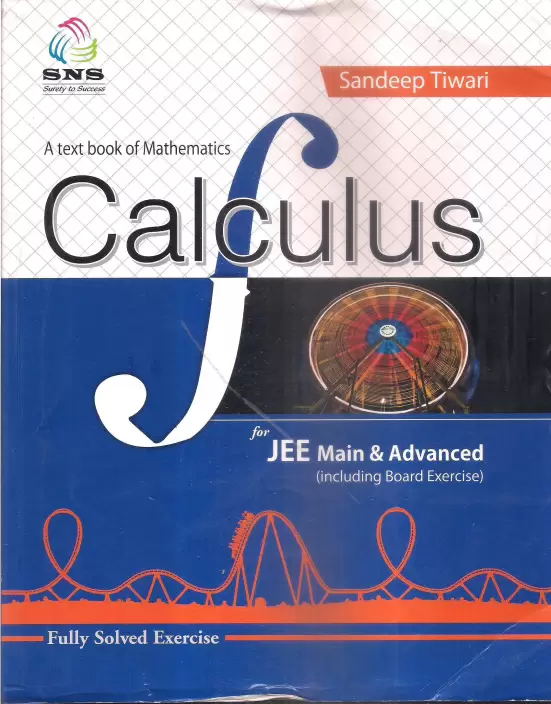 SNS
Surety to Success
Sandeep Tiwari
A text book of Mathematics
Calculus
for JEE Main & Advanced
(including Board Exercise)
Fully Solved Exercise